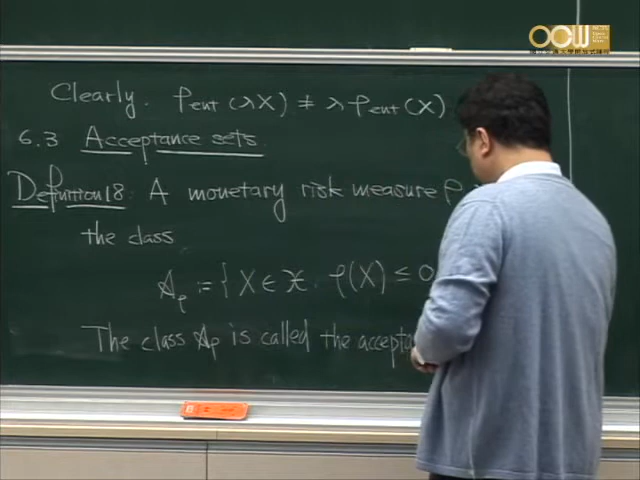 OCW
Clearly. ρent (λX) ≠ λ ρent (X)
6.3 Acceptance sets.
Definition 18: A monetary risk measure ρ
the class
𝒜ρ := { X ∈ 𝒳 . ρ(X) ≤ 0
The class 𝒜ρ is called the